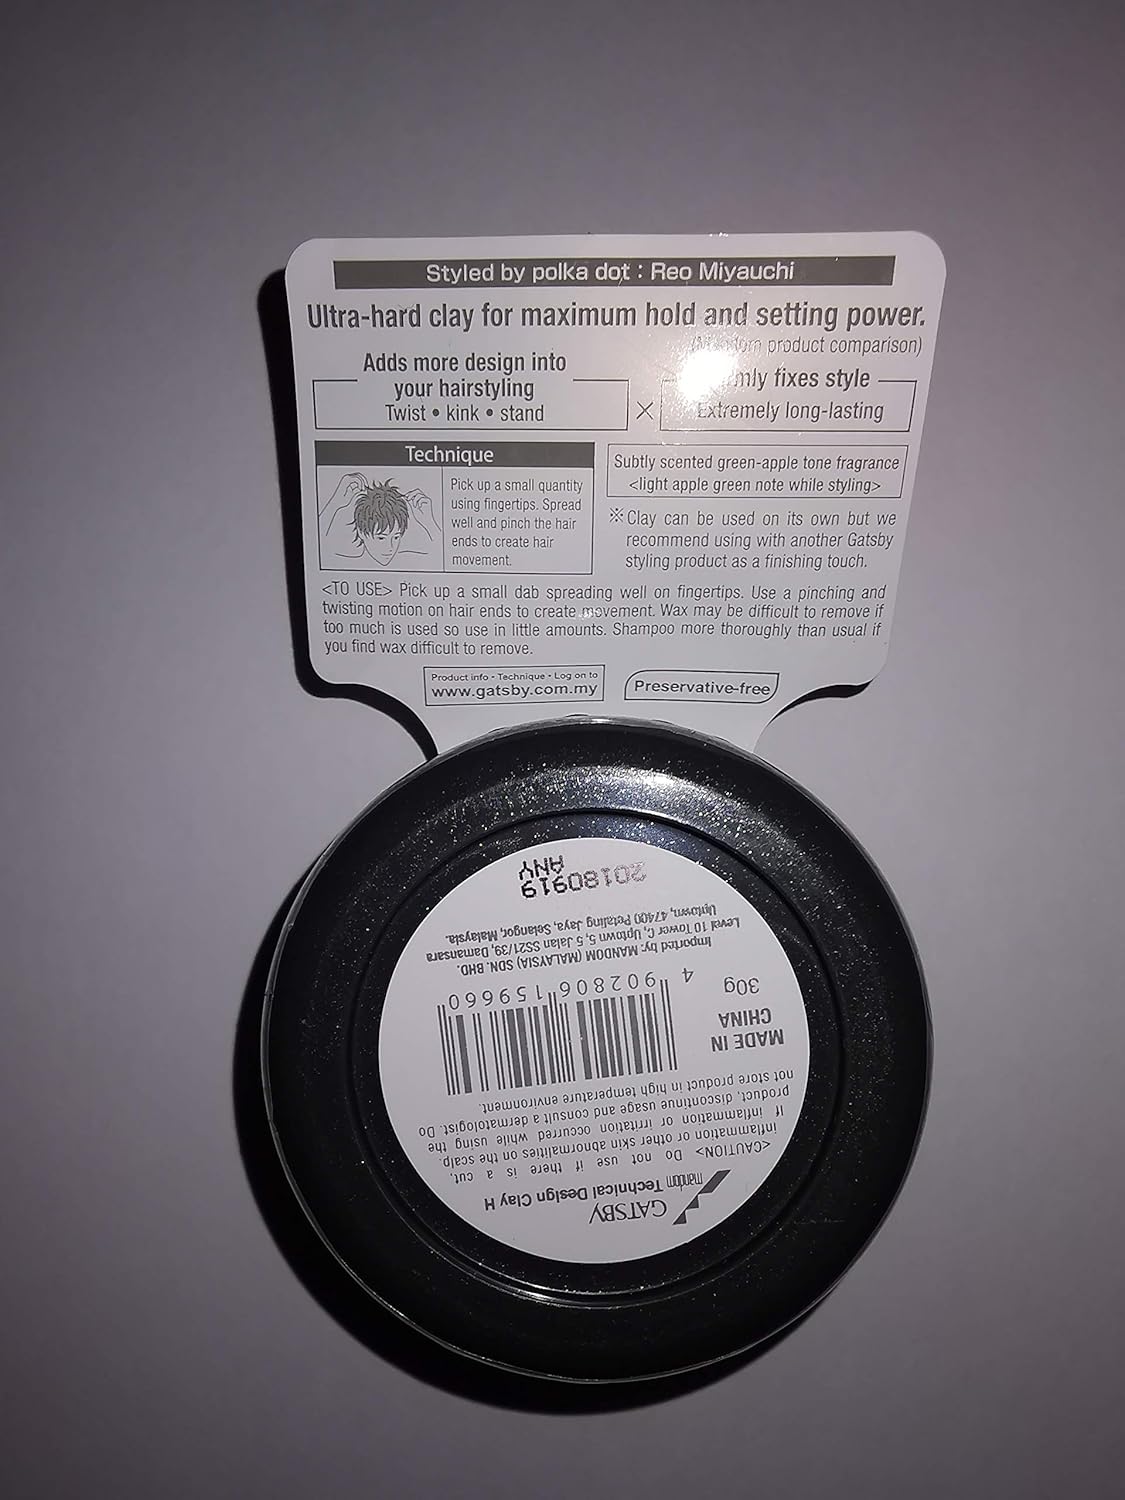 Styled by polka dot : Reo Miyauchi
Ultra-hard clay for maximum hold and setting power.
product comparison)
Adds more design into
your hairstyling
Twist • kink • stand
×
fixes style
Extremely long-lasting
Technique
Pick up a small quantity
using fingertips. Spread
well and pinch the hair
ends to create hair
movement.
Subtly scented green-apple tone fragrance
<light apple green note while styling>
※Clay can be used on its own but we
recommend using with another Gatsby
styling product as a finishing touch.
<TO USE> Pick up a small dab spreading well on fingertips. Use a pinching and
twisting motion on hair ends to create movement. Wax may be difficult to remove if
too much is used so use in little amounts. Shampoo more thoroughly than usual if
you find wax difficult to remove.
Product info • Technique • Log on to
www.gatsby.com.my
Preservative-free
GATSBY
mandom Technical Design Clay H
<CAUTION> Do not use if there is a cut,
inflammation or other skin abnormalities on the scalp.
If inflammation or irritation occurred while using the
product, discontinue usage and consult a dermatologist. Do
not store product in high temperature environment.
MADE IN
CHINA
30g
4 902806 159660
Imported by: MANDOM (MALAYSIA) SDN. BHD.
Level 10 Tower C, Uptown 5, 5 Jalan SS21/39, Damansara
Uptown, 47400 Petaling Jaya, Selangor, Malaysia.
20180919
ANY